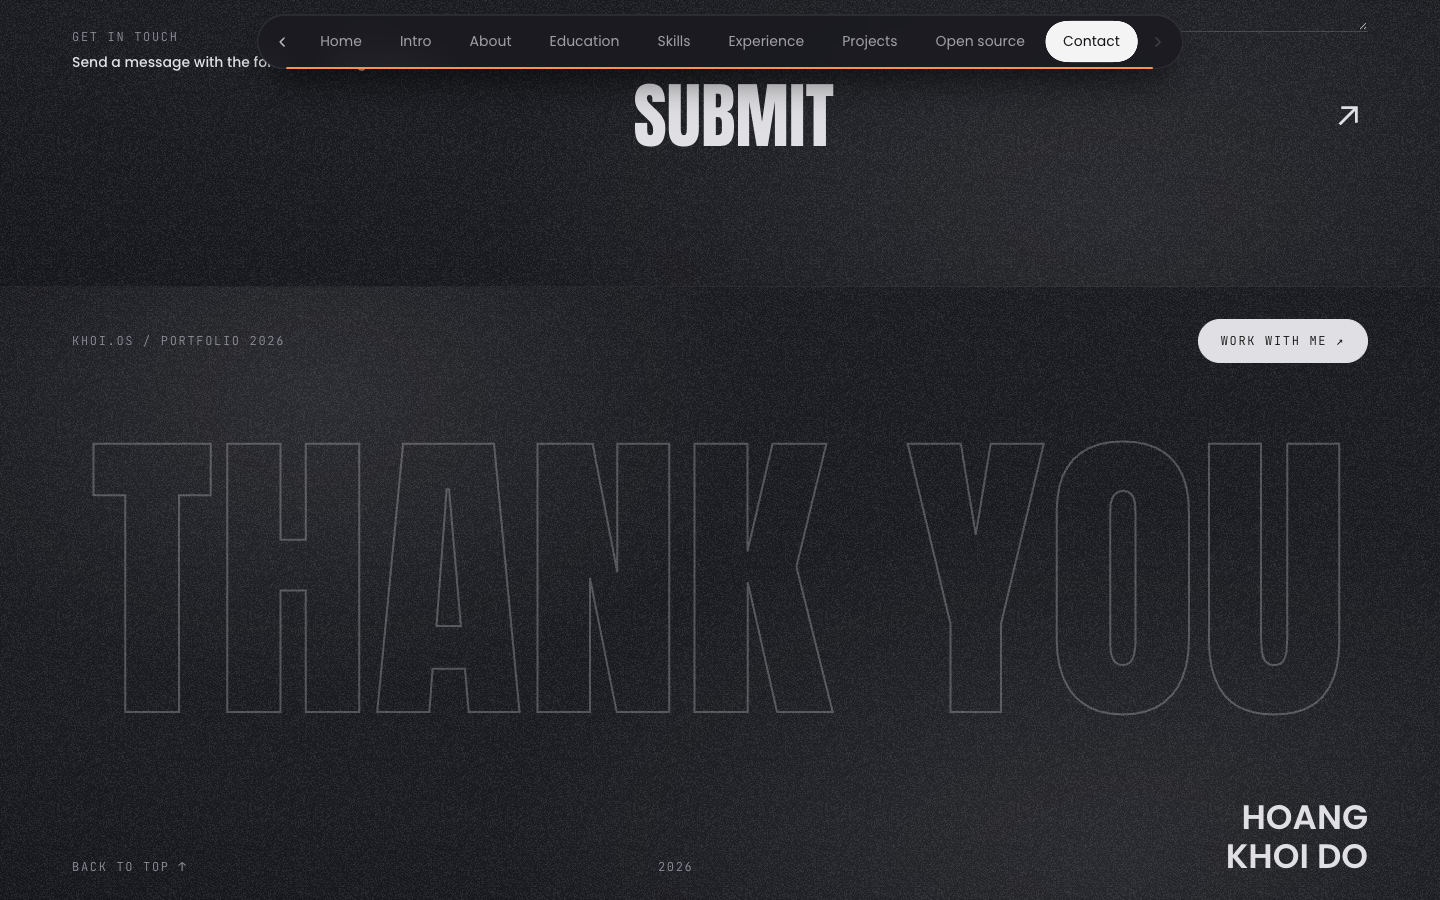 GET IN TOUCH
Send a message with the
Home Intro About Education Skills Experience Projects Open source Contact
SUBMIT
KHOI.OS / PORTFOLIO 2026
WORK WITH ME ↗
THANK YOU
HOANG
KHOI DO
BACK TO TOP ↑
2026